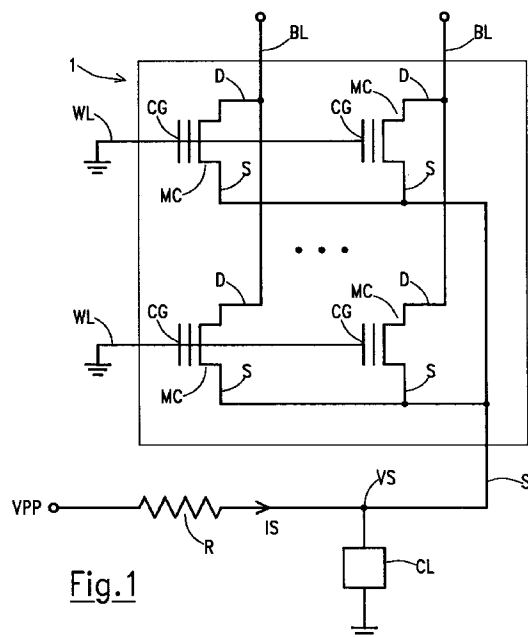 BL BL
1 D D
MC
WL CG CG
S S
MC
D D
MC
WL CG CG
S S
MC
VPP VS S
IS
R CL
Fig.1